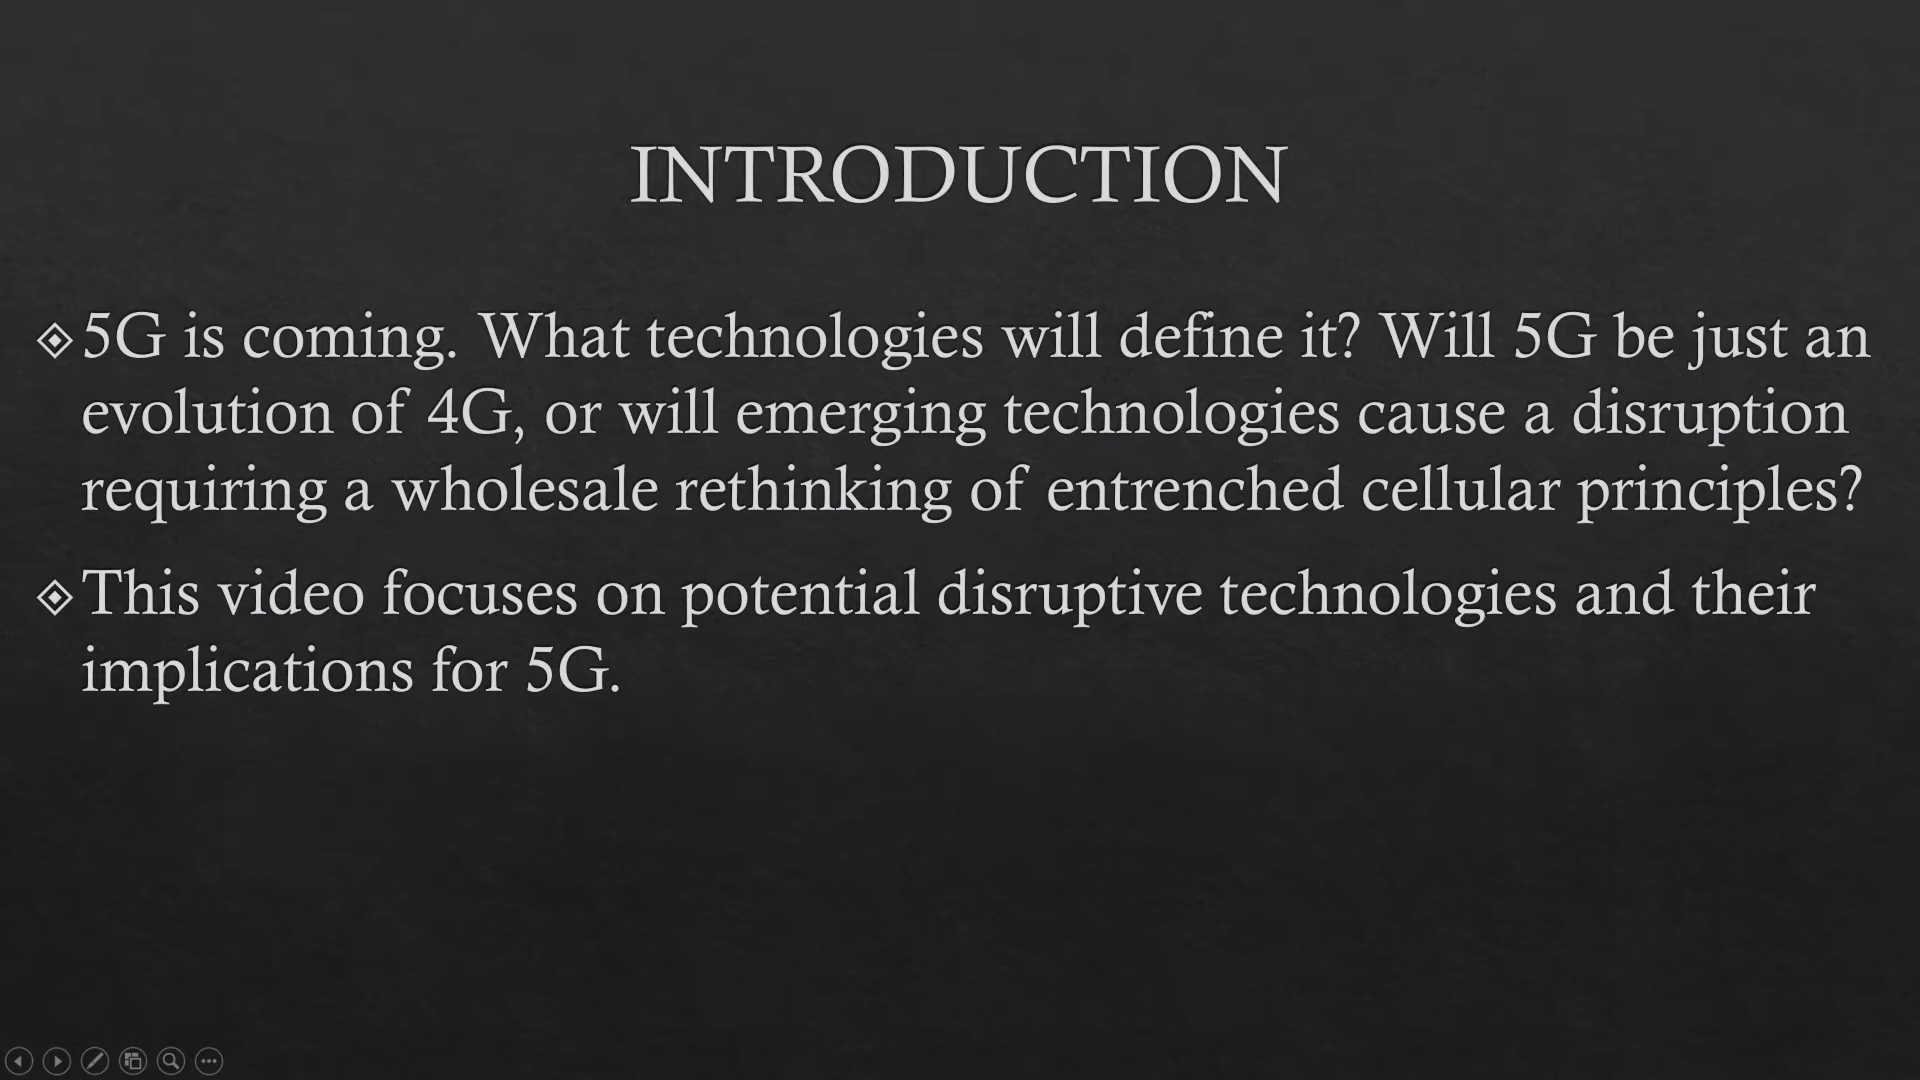 INTRODUCTION
5G is coming. What technologies will define it? Will 5G be just an
evolution of 4G, or will emerging technologies cause a disruption
requiring a wholesale rethinking of entrenched cellular principles?
This video focuses on potential disruptive technologies and their
implications for 5G.